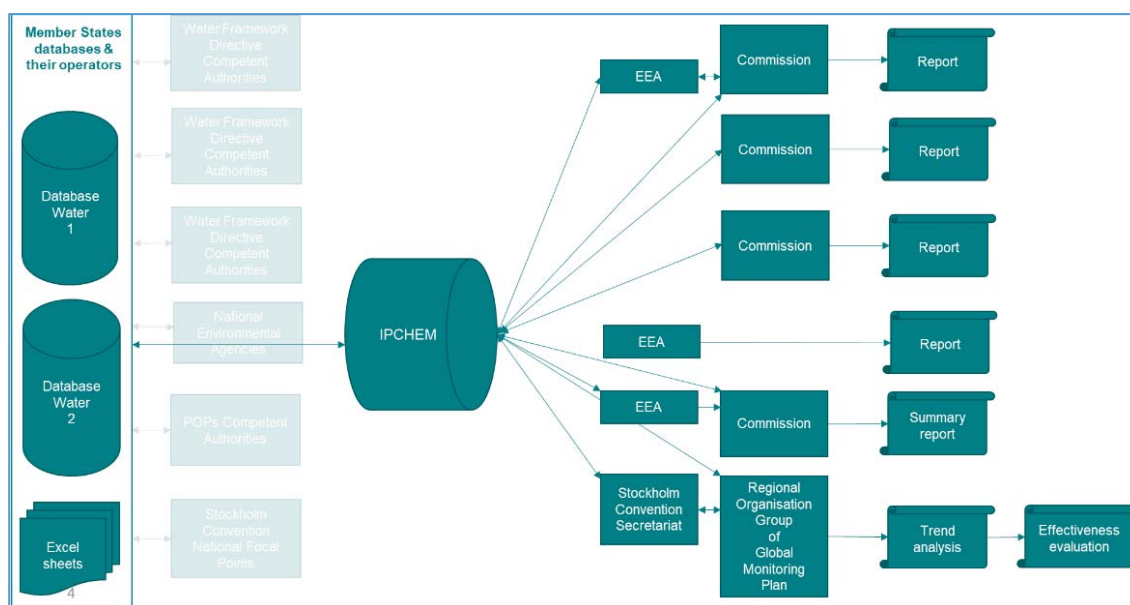 Member States
databases &
their operators
Database
Water
1
Database
Water
2
Excel
sheets
4
Water Framework
Directive
Competent
Authorities
Water Framework
Directive
Competent
Authorities
Water Framework
Directive
Competent
Authorities
National
Environmental
Agencies
POPs Competent
Authorities
Stockholm
Convention
National Focal
Points
IPCHEM
EEA
Commission
Report
Commission
Report
Commission
Report
EEA
Report
EEA
Commission
Summary
report
Stockholm
Convention
Secretariat
Regional
Organisation
Group
of
Global
Monitoring
Plan
Trend
analysis
Effectiveness
evaluation